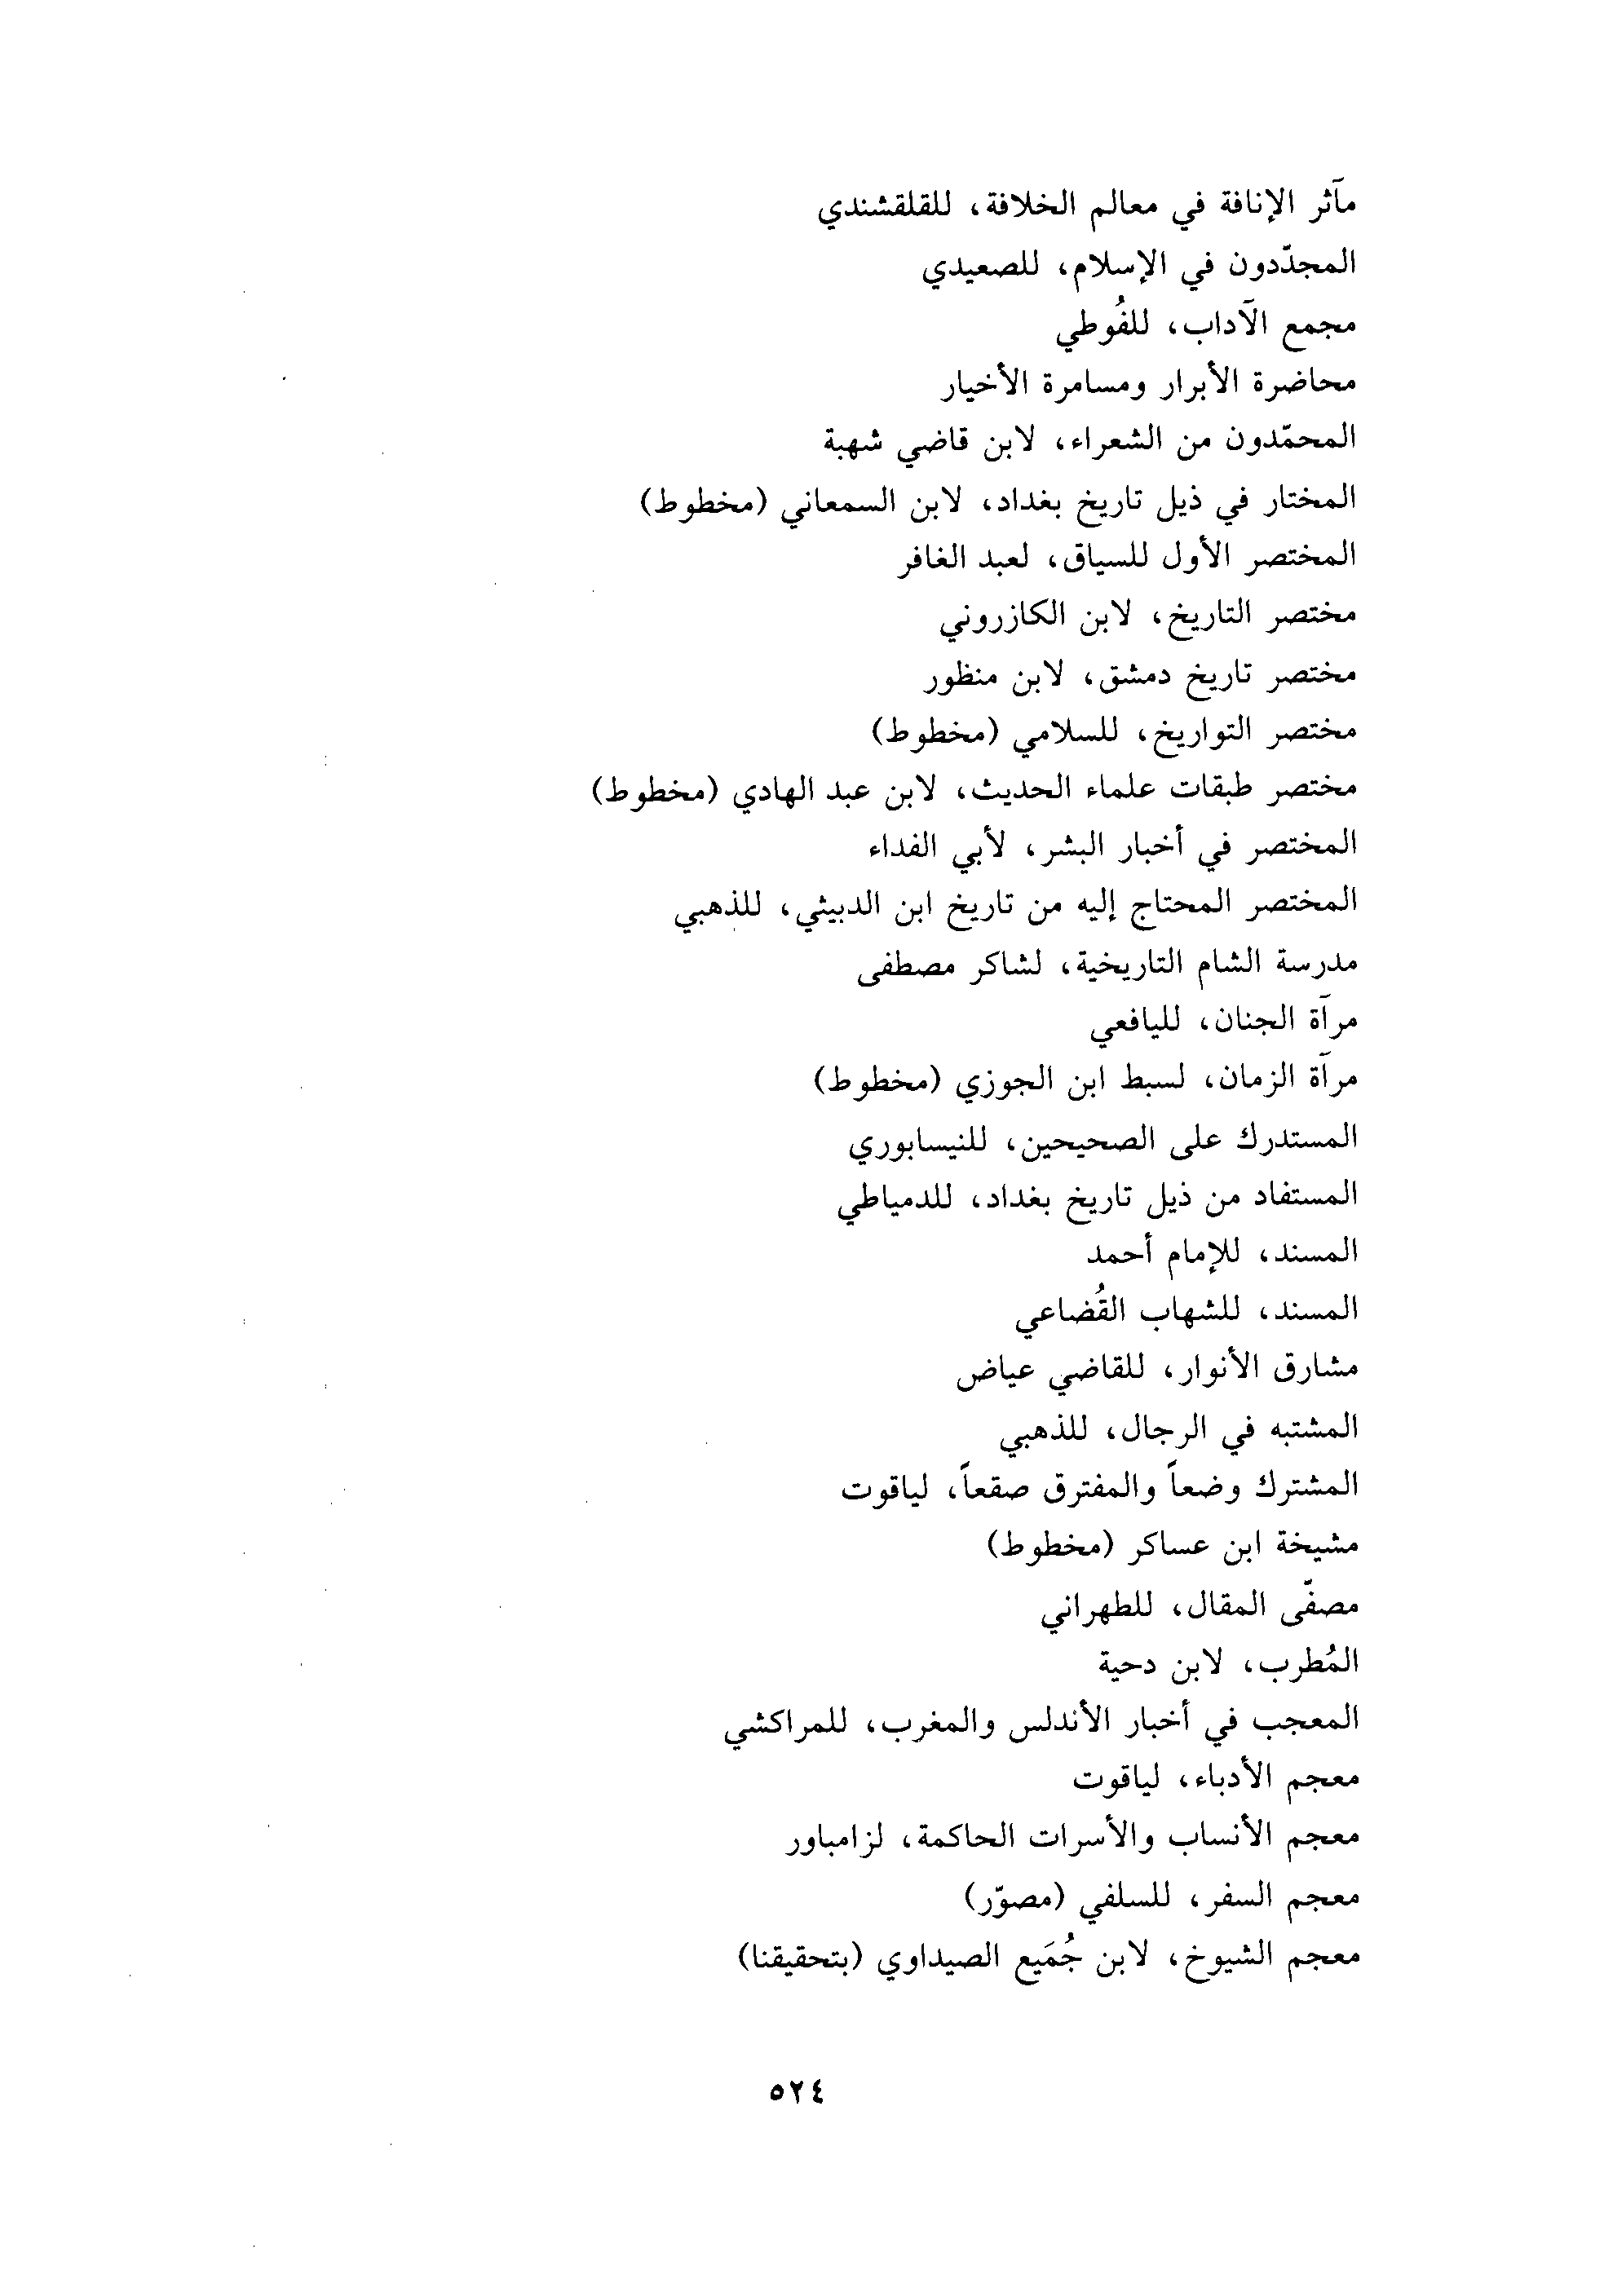 مآثر الإنافة في معالم الخلافة، للقلقشندي
المجدّدون في الإسلام، للصعيدي
مجمع الآداب، للفُوطي
محاضرة الأبرار ومسامرة الأخيار
المحمّدون من الشعراء، لابن قاضي شهبة
المختار في ذيل تاريخ بغداد، لابن السمعاني (مخطوط)
المختصر الأول للسياق، لعبد الغافر
مختصر التاريخ، لابن الكازروني
مختصر تاريخ دمشق، لابن منظور
مختصر التواريخ، للسلامي (مخطوط)
مختصر طبقات علماء الحديث، لابن عبد الهادي (مخطوط)
المختصر في أخبار البشر، لأبي الفداء
المختصر المحتاج إليه من تاريخ ابن الدبيثي، للذهبي
مدرسة الشام التاريخية، لشاكر مصطفى
مرآة الجنان، لليافعي
مرآة الزمان، لسبط ابن الجوزي (مخطوط)
المستدرك على الصحيحين، للنيسابوري
المستفاد من ذيل تاريخ بغداد، للدمياطي
المسند، للإمام أحمد
المسند، للشهاب القُضاعي
مشارق الأنوار، للقاضي عياض
المشتبه في الرجال، للذهبي
المشترك وضعاً والمفترق صقعاً، لياقوت
مشيخة ابن عساكر (مخطوط)
مصفّى المقال، للطهراني
المُطرب، لابن دحية
المعجب في أخبار الأندلس والمغرب، للمراكشي
معجم الأدباء، لياقوت
معجم الأنساب والأسرات الحاكمة، لزامباور
معجم السفر، للسلفي (مصوّر)
معجم الشيوخ، لابن جُمَيع الصيداوي (بتحقيقنا)
٥٢٤